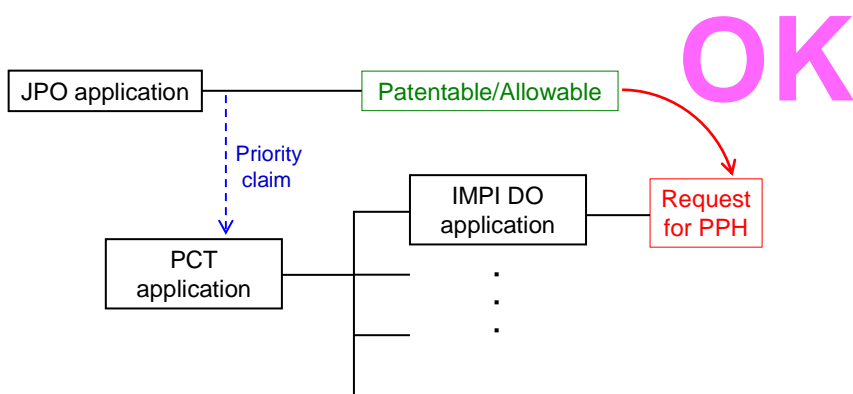 OK
JPO application
Patentable/Allowable
Priority
claim
IMPI DO
application
Request
for PPH
PCT
application